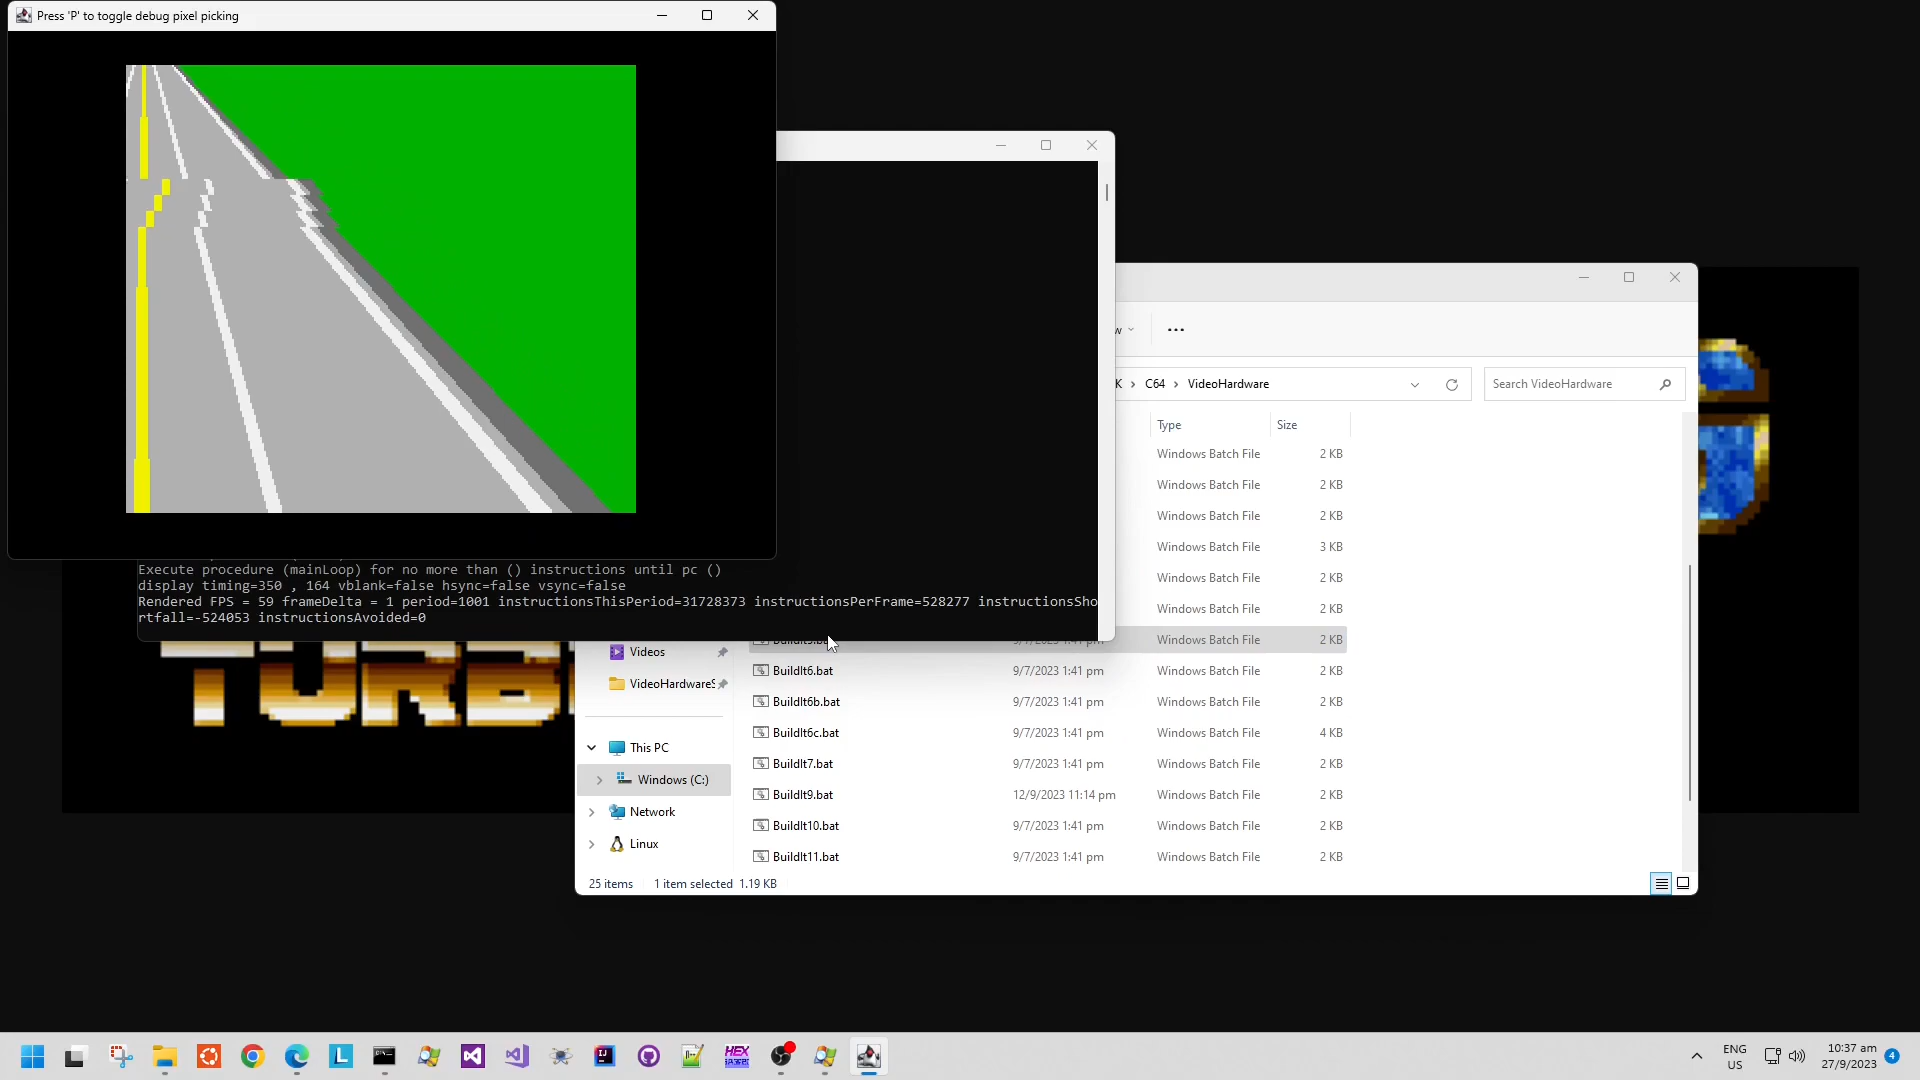 Press 'P' to toggle debug pixel picking
Execute procedure (mainLoop) for no more than () instructions until pc ()
display timing=350 , 164 vblank=false hsync=false vsync=false
Rendered FPS = 59 frameDelta = 1 period=1001 instructionsThisPeriod=31728373 instructionsPerFrame=528277 instructionsSho
rtfall=-524053 instructionsAvoided=0
K › C64 › VideoHardware
Search VideoHardware
Type Size
Windows Batch File 2 KB
Windows Batch File 2 KB
Windows Batch File 2 KB
Windows Batch File 3 KB
Windows Batch File 2 KB
Windows Batch File 2 KB
Windows Batch File 2 KB
BuildIt6.bat 9/7/2023 1:41 pm Windows Batch File 2 KB
BuildIt6b.bat 9/7/2023 1:41 pm Windows Batch File 2 KB
BuildIt6c.bat 9/7/2023 1:41 pm Windows Batch File 4 KB
BuildIt7.bat 9/7/2023 1:41 pm Windows Batch File 2 KB
BuildIt9.bat 12/9/2023 11:14 pm Windows Batch File 2 KB
BuildIt10.bat 9/7/2023 1:41 pm Windows Batch File 2 KB
BuildIt11.bat 9/7/2023 1:41 pm Windows Batch File 2 KB
Videos
VideoHardwareS
This PC
Windows (C:)
Network
Linux
25 items 1 item selected 1.19 KB
TURB
HEX
ENG
US
10:37 am
27/9/2023
4